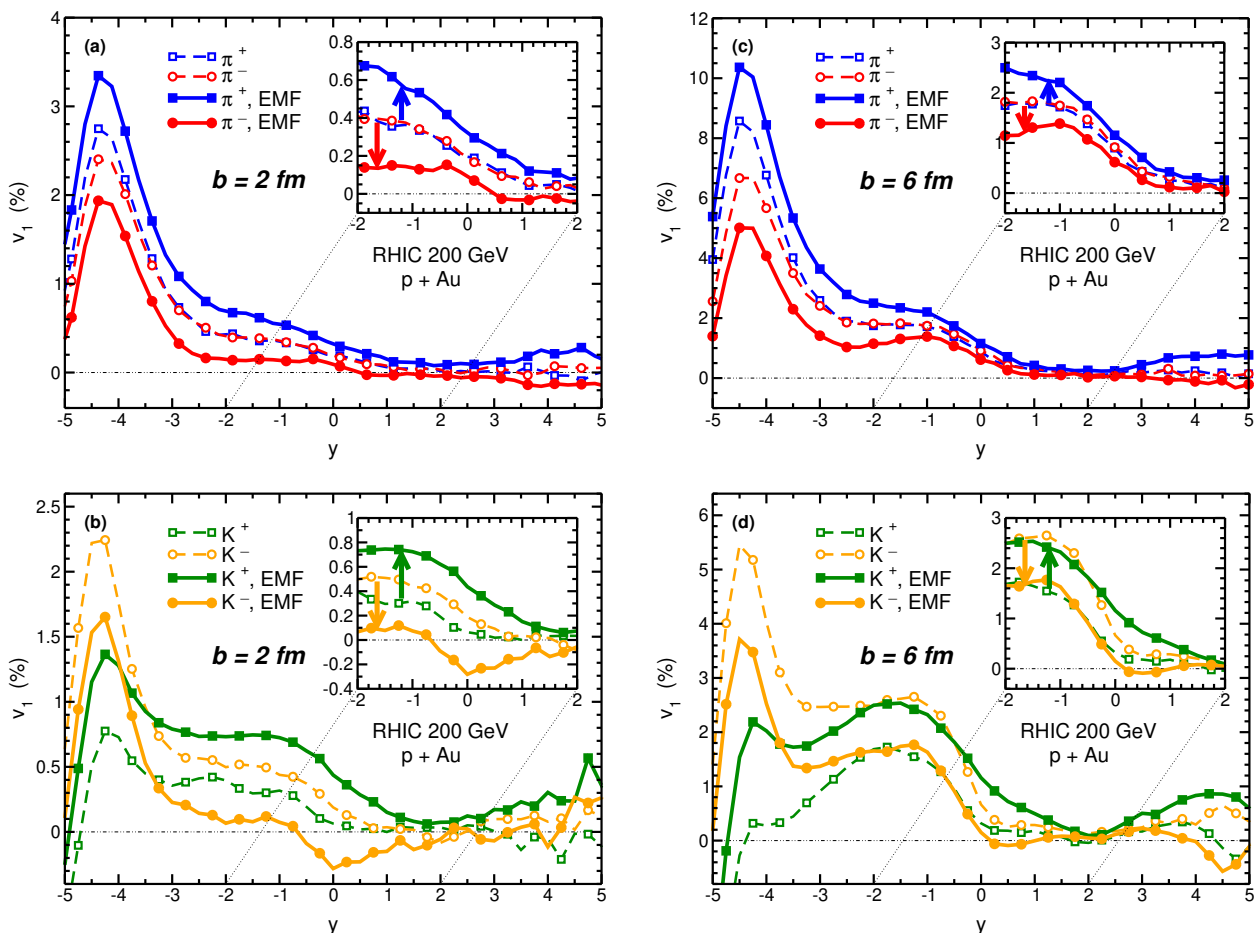 (a)
π+
π−
π+, EMF
π−, EMF
b = 2 fm
RHIC 200 GeV
p + Au
v1 (%)
4
3
2
1
0
-5 -4 -3 -2 -1 0 1 2 3 4 5
y
0.8
0.6
0.4
0.2
0
-2 -1 0 1 2
(c)
π+
π−
π+, EMF
π−, EMF
b = 6 fm
RHIC 200 GeV
p + Au
v1 (%)
12
10
8
6
4
2
0
-5 -4 -3 -2 -1 0 1 2 3 4 5
y
3
2
1
0
-2 -1 0 1 2
(b)
K+
K−
K+, EMF
K−, EMF
b = 2 fm
RHIC 200 GeV
p + Au
v1 (%)
2.5
2
1.5
1
0.5
0
-5 -4 -3 -2 -1 0 1 2 3 4 5
y
1
0.8
0.6
0.4
0.2
0
-0.2
-0.4
-2 -1 0 1 2
(d)
K+
K−
K+, EMF
K−, EMF
b = 6 fm
RHIC 200 GeV
p + Au
v1 (%)
6
5
4
3
2
1
0
-5 -4 -3 -2 -1 0 1 2 3 4 5
y
3
2
1
0
-2 -1 0 1 2